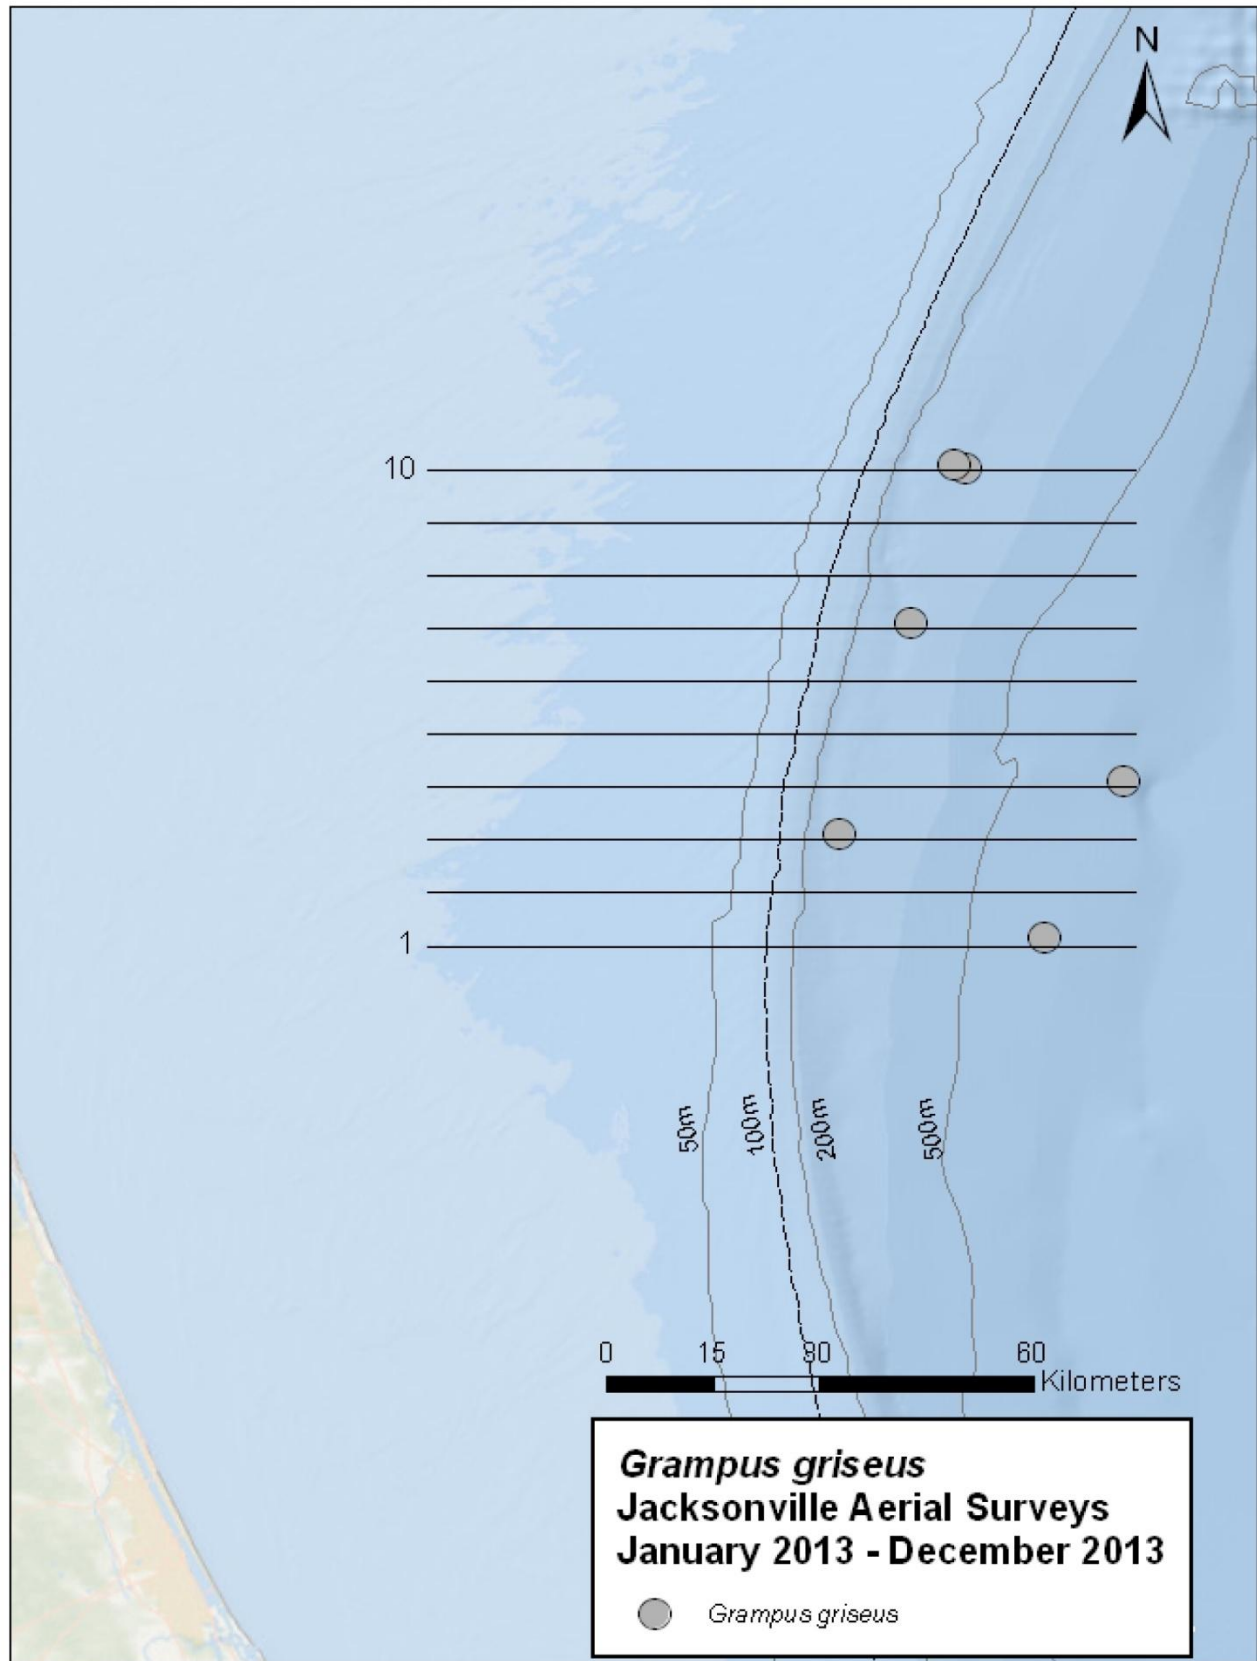 N
10
1
50m
100m
200m
500m
0 15 30 60
Kilometers
Grampus griseus
Jacksonville Aerial Surveys
January 2013 - December 2013
Grampus griseus